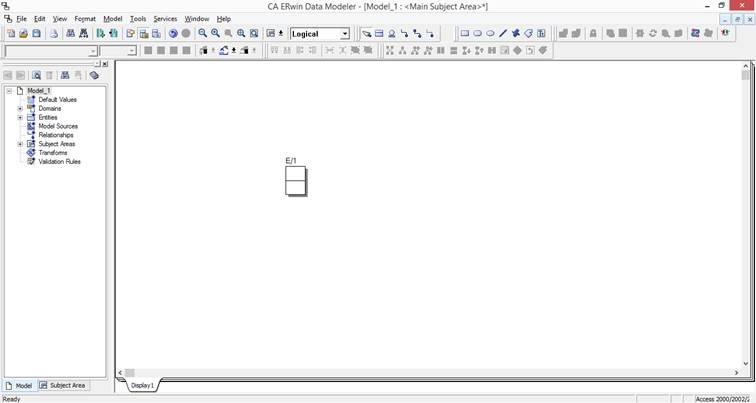 CA ERwin Data Modeler - [Model_1 : <Main Subject Area>*]
File Edit View Format Model Tools Services Window Help
Logical
Model_1
Default Values
Domains
Entities
Model Sources
Relationships
Subject Areas
Transforms
Validation Rules
E/1
Model Subject Area
Display1
Ready
Access 2000/2002/2